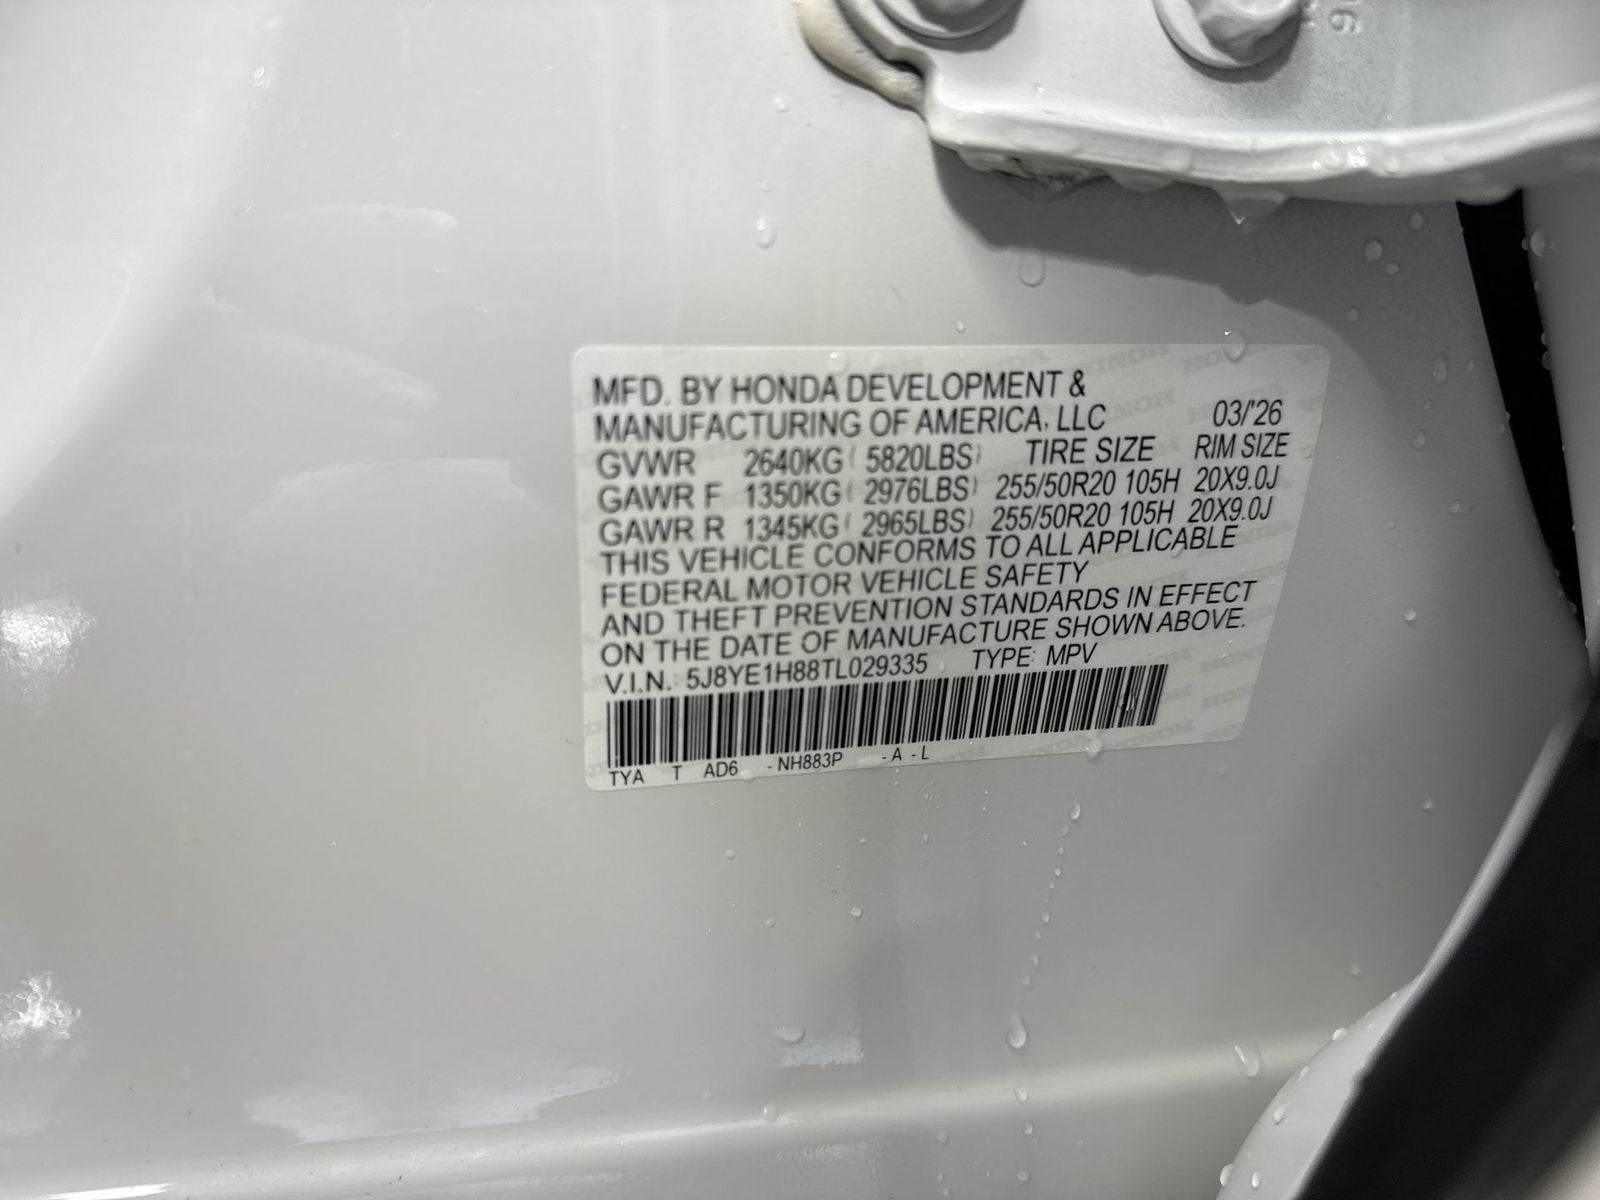 MFD. BY HONDA DEVELOPMENT &
MANUFACTURING OF AMERICA, LLC 03/'26
GVWR 2640KG ( 5820LBS) TIRE SIZE RIM SIZE
GAWR F 1350KG ( 2976LBS) 255/50R20 105H 20X9.0J
GAWR R 1345KG ( 2965LBS) 255/50R20 105H 20X9.0J
THIS VEHICLE CONFORMS TO ALL APPLICABLE
FEDERAL MOTOR VEHICLE SAFETY
AND THEFT PREVENTION STANDARDS IN EFFECT
ON THE DATE OF MANUFACTURE SHOWN ABOVE.
V.I.N.: 5J8YE1H88TL029335 TYPE: MPV
TYA T AD6 -NH883P -A -L